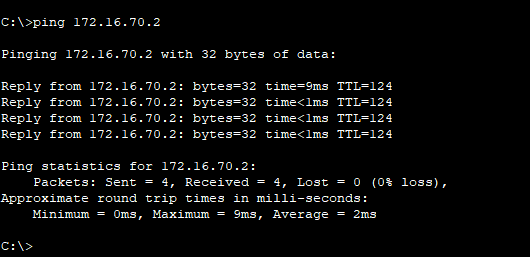 C:\>ping 172.16.70.2
Pinging 172.16.70.2 with 32 bytes of data:
Reply from 172.16.70.2: bytes=32 time=9ms TTL=124
Reply from 172.16.70.2: bytes=32 time<1ms TTL=124
Reply from 172.16.70.2: bytes=32 time<1ms TTL=124
Reply from 172.16.70.2: bytes=32 time<1ms TTL=124
Ping statistics for 172.16.70.2:
    Packets: Sent = 4, Received = 4, Lost = 0 (0% loss),
Approximate round trip times in milli-seconds:
    Minimum = 0ms, Maximum = 9ms, Average = 2ms
C:\>